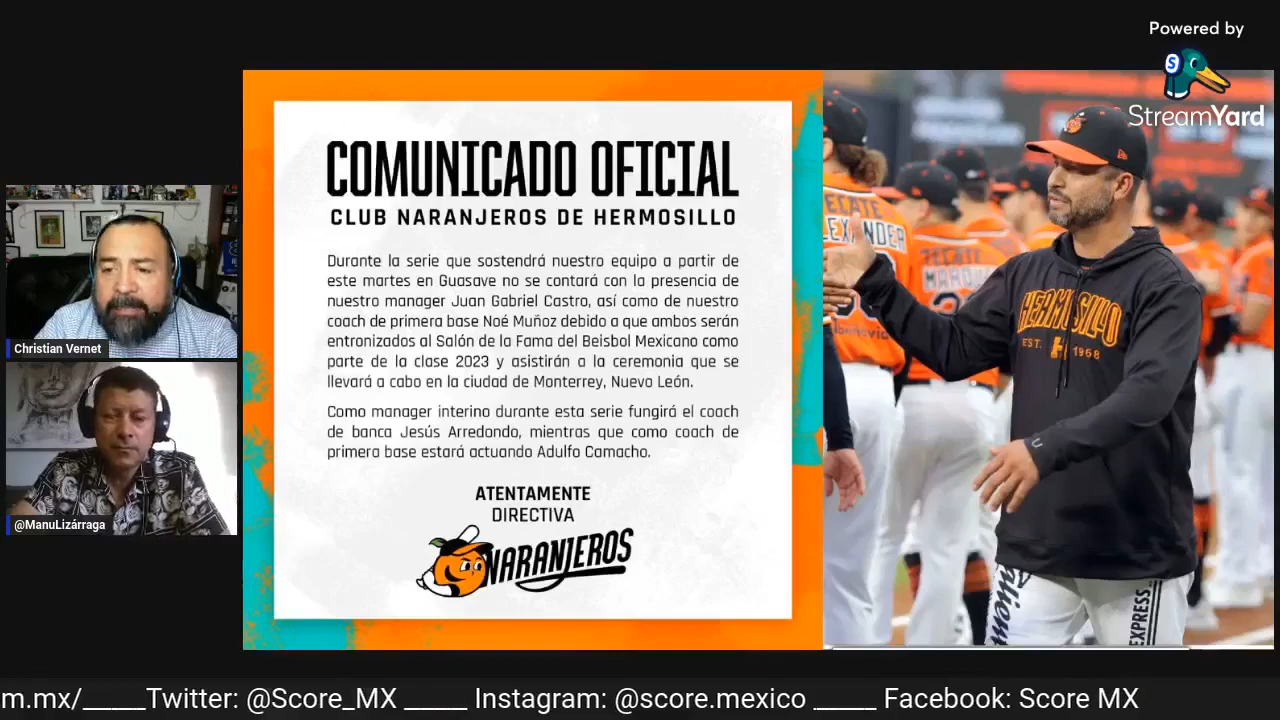 Powered by
StreamYard
COMUNICADO OFICIAL
CLUB NARANJEROS DE HERMOSILLO
Durante la serie que sostendrá nuestro equipo a partir de
este martes en Guasave no se contará con la presencia de
nuestro manager Juan Gabriel Castro, así como de nuestro
coach de primera base Noé Muñoz debido a que ambos serán
entronizados al Salón de la Fama del Beisbol Mexicano como
parte de la clase 2023 y asistirán a la ceremonia que se
llevará a cabo en la ciudad de Monterrey, Nuevo León.
Como manager interino durante esta serie fungirá el coach
de banca Jesús Arredondo, mientras que como coach de
primera base estará actuando Adulfo Camacho.
ATENTAMENTE
DIRECTIVA
NARANJEROS
HERMOSILLO
EST. H 1968
EXPRESS
Christian Vernet
@ManuLizárraga
m.mx/_____Twitter: @Score_MX _____ Instagram: @score.mexico _____ Facebook: Score MX